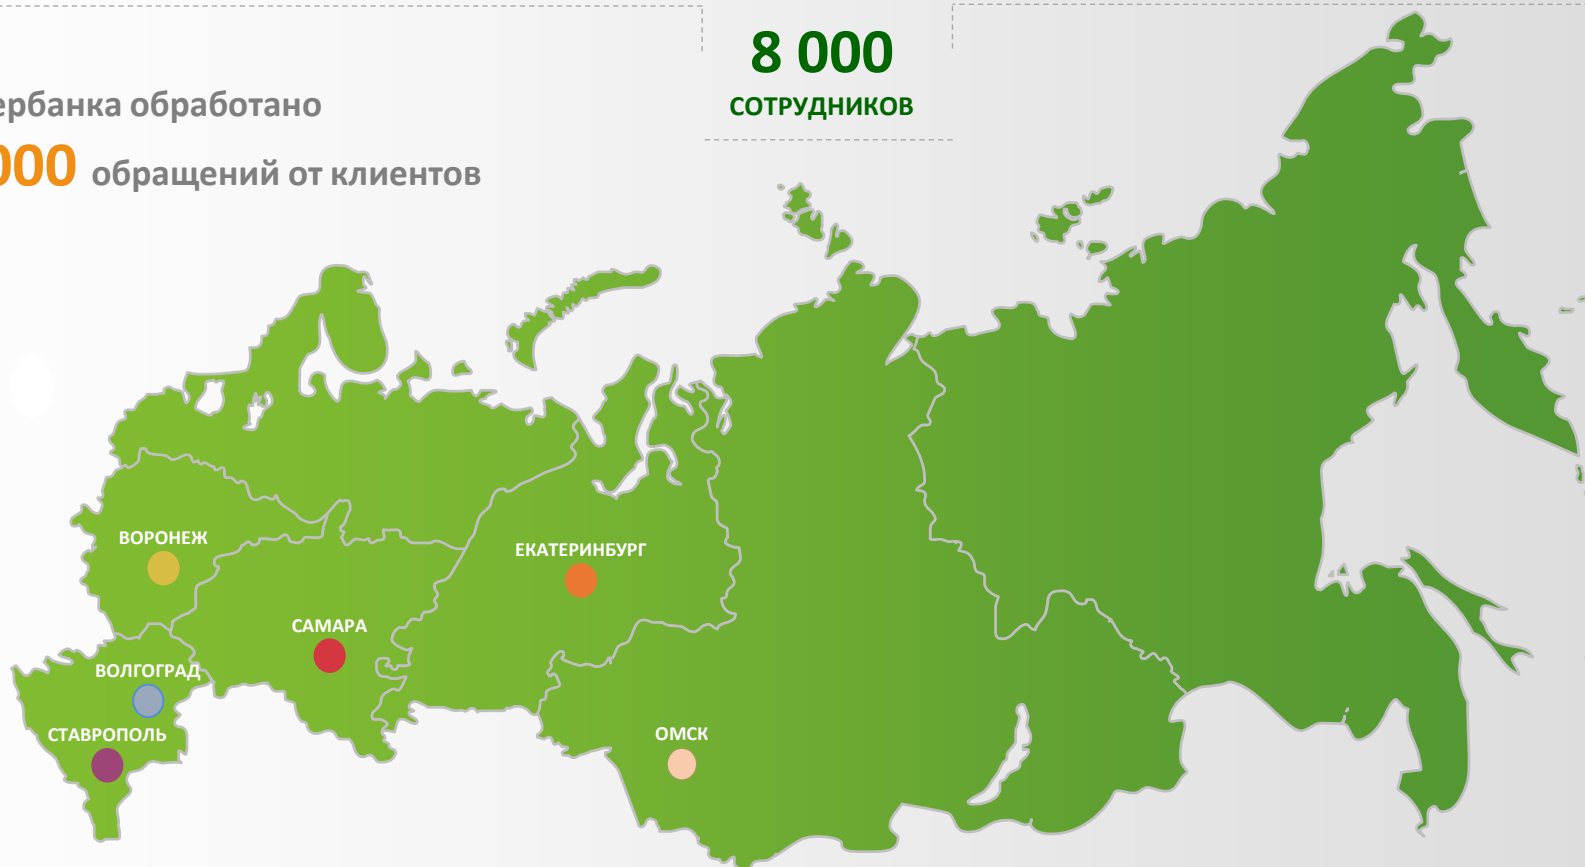 8 000
СОТРУДНИКОВ
ербанка обработано
000 обращений от клиентов
ВОРОНЕЖ
ЕКАТЕРИНБУРГ
САМАРА
ВОЛГОГРАД
СТАВРОПОЛЬ
ОМСК